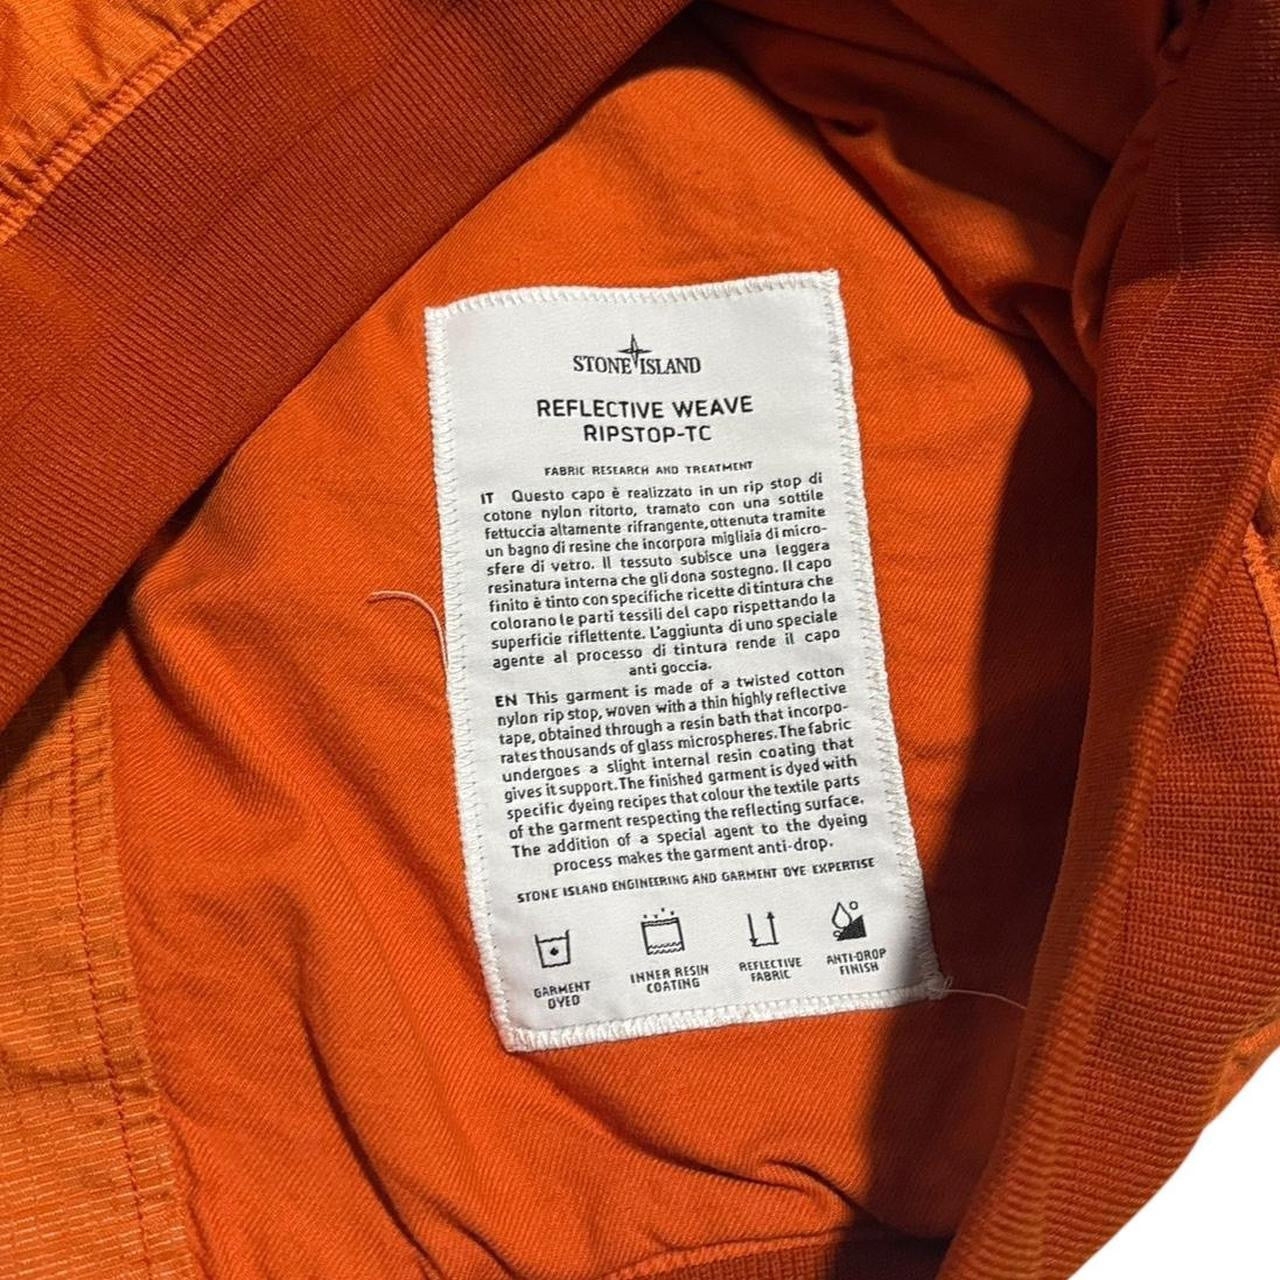 STONE ISLAND
REFLECTIVE WEAVE
RIPSTOP-TC
FABRIC RESEARCH AND TREATMENT
IT Questo capo è realizzato in un rip stop di
cotone nylon ritorto, tramato con una sottile
fettuccia altamente rifrangente, ottenuta tramite
un bagno di resine che incorpora migliaia di micro-
sfere di vetro. Il tessuto subisce una leggera
resinatura interna che gli dona sostegno. Il capo
finito è tinto con specifiche ricette di tintura che
colorano le parti tessili del capo rispettando la
superficie riflettente. L'aggiunta di uno speciale
agente al processo di tintura rende il capo
anti goccia.
EN This garment is made of a twisted cotton
nylon rip stop, woven with a thin highly reflective
tape, obtained through a resin bath that incorpo-
rates thousands of glass microspheres. The fabric
undergoes a slight internal resin coating that
gives it support. The finished garment is dyed with
specific dyeing recipes that colour the textile parts
of the garment respecting the reflecting surface.
The addition of a special agent to the dyeing
process makes the garment anti-drop.
STONE ISLAND ENGINEERING AND GARMENT DYE EXPERTISE
GARMENT
DYED
INNER RESIN
COATING
REFLECTIVE
FABRIC
ANTI-DROP
FINISH